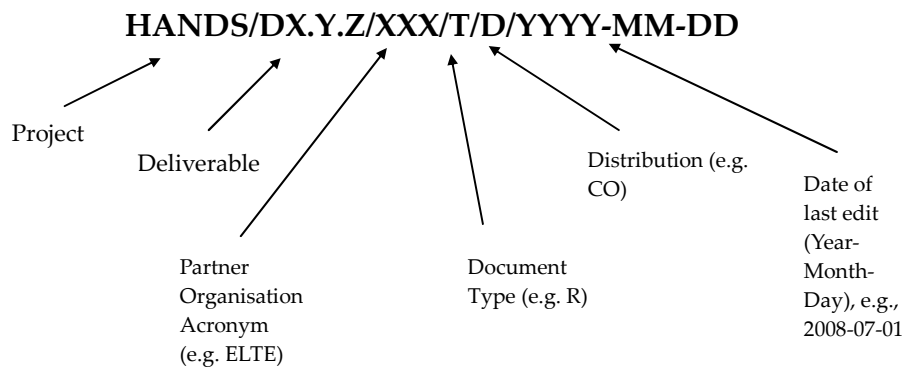 HANDS/DX.Y.Z/XXX/T/D/YYYY-MM-DD
Project
Deliverable
Distribution (e.g.
CO)
Date of
last edit
(Year-
Month-
Day), e.g.,
2008-07-01
Partner
Organisation
Acronym
(e.g. ELTE)
Document
Type (e.g. R)